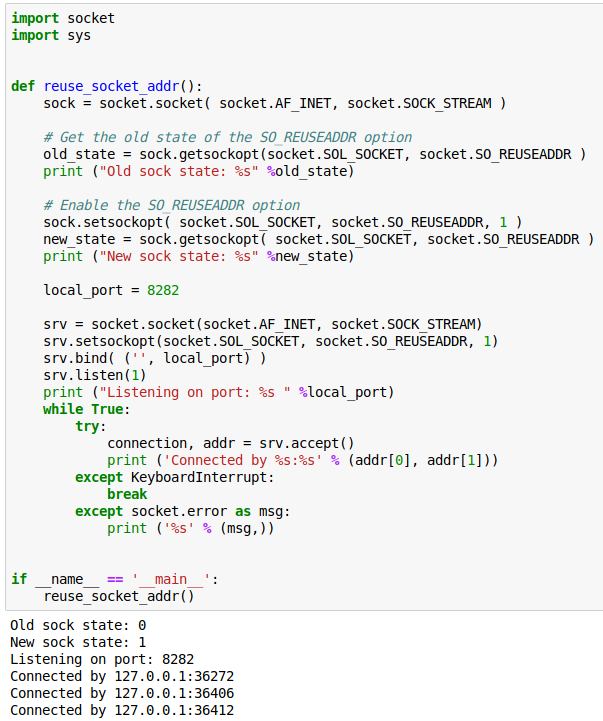 import socket
import sys
def reuse_socket_addr():
    sock = socket.socket( socket.AF_INET, socket.SOCK_STREAM )
    # Get the old state of the SO_REUSEADDR option
    old_state = sock.getsockopt(socket.SOL_SOCKET, socket.SO_REUSEADDR )
    print ("Old sock state: %s" %old_state)
    # Enable the SO_REUSEADDR option
    sock.setsockopt( socket.SOL_SOCKET, socket.SO_REUSEADDR, 1 )
    new_state = sock.getsockopt( socket.SOL_SOCKET, socket.SO_REUSEADDR )
    print ("New sock state: %s" %new_state)
    local_port = 8282
    srv = socket.socket(socket.AF_INET, socket.SOCK_STREAM)
    srv.setsockopt(socket.SOL_SOCKET, socket.SO_REUSEADDR, 1)
    srv.bind( ('', local_port) )
    srv.listen(1)
    print ("Listening on port: %s " %local_port)
    while True:
        try:
            connection, addr = srv.accept()
            print ('Connected by %s:%s' % (addr[0], addr[1]))
        except KeyboardInterrupt:
            break
        except socket.error as msg:
            print ('%s' % (msg,))
if __name__ == '__main__':
    reuse_socket_addr()
Old sock state: 0
New sock state: 1
Listening on port: 8282
Connected by 127.0.0.1:36272
Connected by 127.0.0.1:36406
Connected by 127.0.0.1:36412